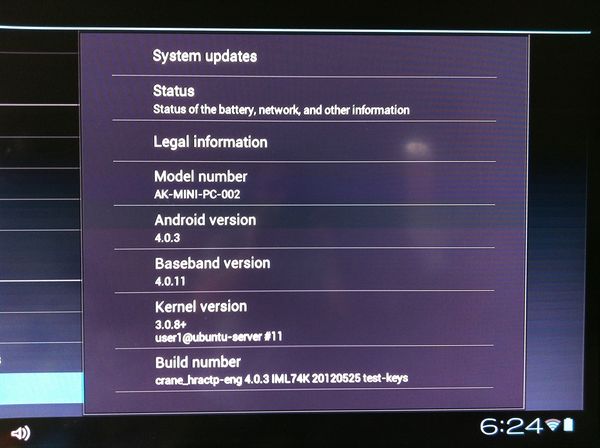 System updates
Status
Status of the battery, network, and other information
Legal information
Model number
AK-MINI-PC-002
Android version
4.0.3
Baseband version
4.0.11
Kernel version
3.0.8+
user1@ubuntu-server #11
Build number
crane_hractp-eng 4.0.3 IML74K 20120525 test-keys
6:24